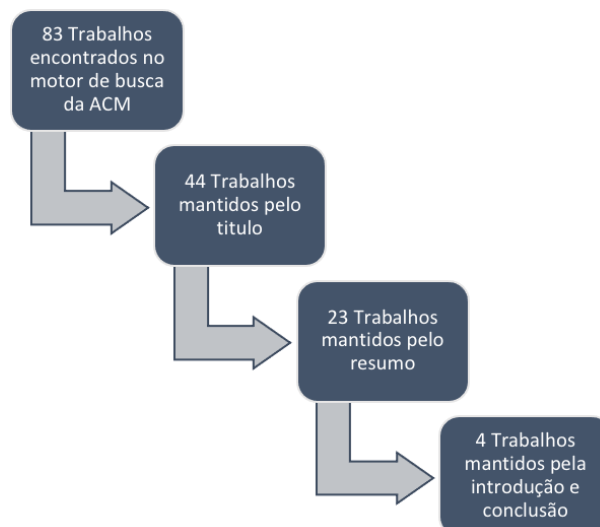 83 Trabalhos
encontrados no
motor de busca
da ACM
44 Trabalhos
mantidos pelo
titulo
23 Trabalhos
mantidos pelo
resumo
4 Trabalhos
mantidos pela
introdução e
conclusão